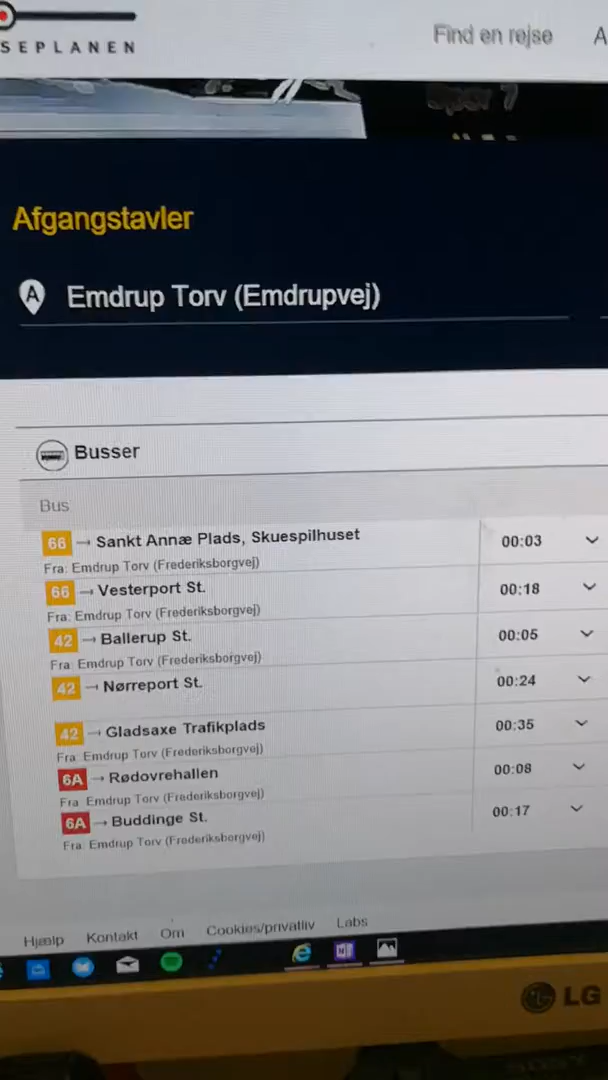 SEPLANEN
Find en rejse
A
Spor 7
Afgangstavler
A Emdrup Torv (Emdrupvej)
Busser
Bus
66 → Sankt Annæ Plads, Skuespilhuset 00:03
Fra: Emdrup Torv (Frederiksborgvej)
66 → Vesterport St. 00:18
Fra: Emdrup Torv (Frederiksborgvej)
42 → Ballerup St. 00:05
Fra: Emdrup Torv (Frederiksborgvej)
42 → Nørreport St. 00:24
42 → Gladsaxe Trafikplads 00:35
Fra: Emdrup Torv (Frederiksborgvej)
6A → Rødovrehallen 00:08
Fra: Emdrup Torv (Frederiksborgvej)
6A → Buddinge St. 00:17
Fra: Emdrup Torv (Frederiksborgvej)
Hjælp Kontakt Om Cookies/privatliv Labs
LG
SONY